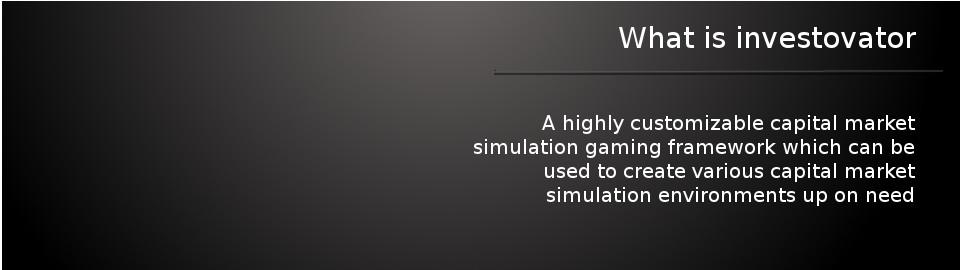 What is investovator
A highly customizable capital market
simulation gaming framework which can be
used to create various capital market
simulation environments up on need